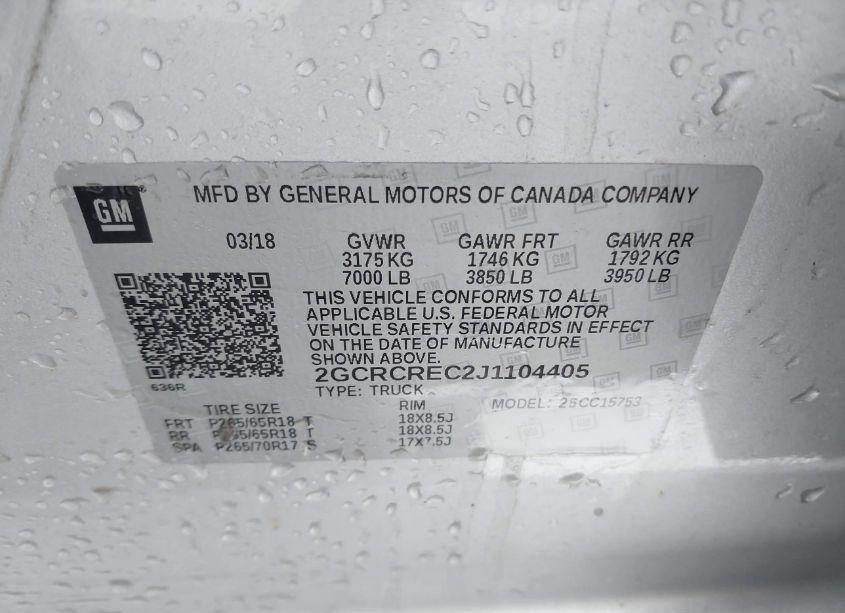 GM
MFD BY GENERAL MOTORS OF CANADA COMPANY
03/18 GVWR GAWR FRT GAWR RR
3175 KG 1746 KG 1792 KG
7000 LB 3850 LB 3950 LB
THIS VEHICLE CONFORMS TO ALL
APPLICABLE U.S. FEDERAL MOTOR
VEHICLE SAFETY STANDARDS IN EFFECT
ON THE DATE OF MANUFACTURE
SHOWN ABOVE.
636R
2GCRCREC2J1104405
TYPE: TRUCK MODEL: 2SCC15753
TIRE SIZE RIM
FRT P265/65R18 T 18X8.5J
RR P265/65R18 T 18X8.5J
SPA P265/70R17 S 17X7.5J